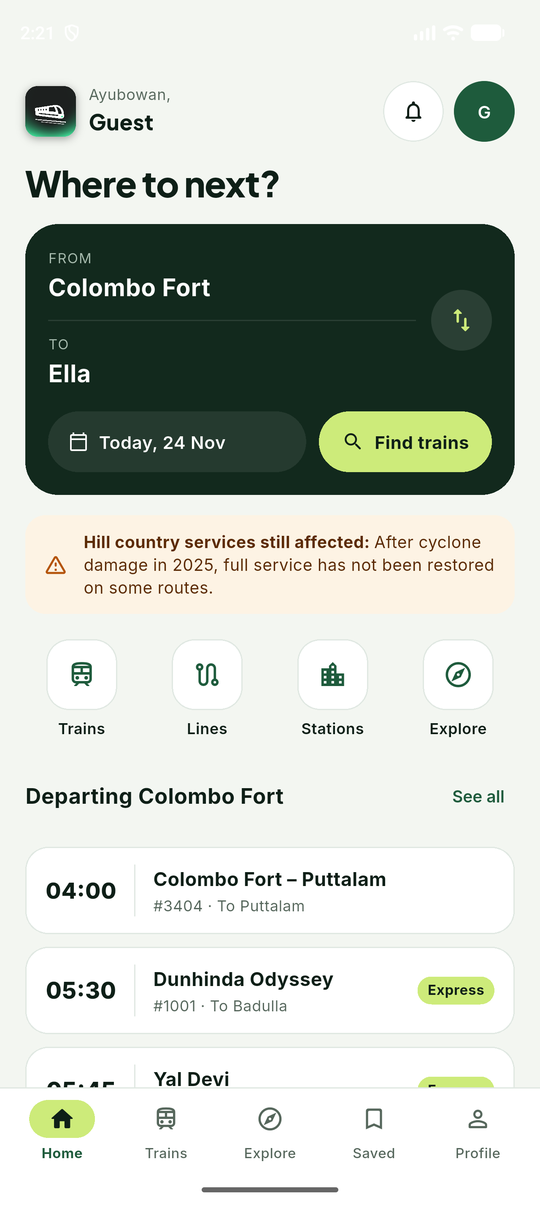 2:21
Ayubowan,
Guest
G
Where to next?
FROM
Colombo Fort
TO
Ella
Today, 24 Nov
Find trains
Hill country services still affected: After cyclone
damage in 2025, full service has not been restored
on some routes.
Trains
Lines
Stations
Explore
Departing Colombo Fort
See all
04:00
Colombo Fort – Puttalam
#3404 · To Puttalam
05:30
Dunhinda Odyssey
#1001 · To Badulla
Express
05:45
Yal Devi
Home
Trains
Explore
Saved
Profile